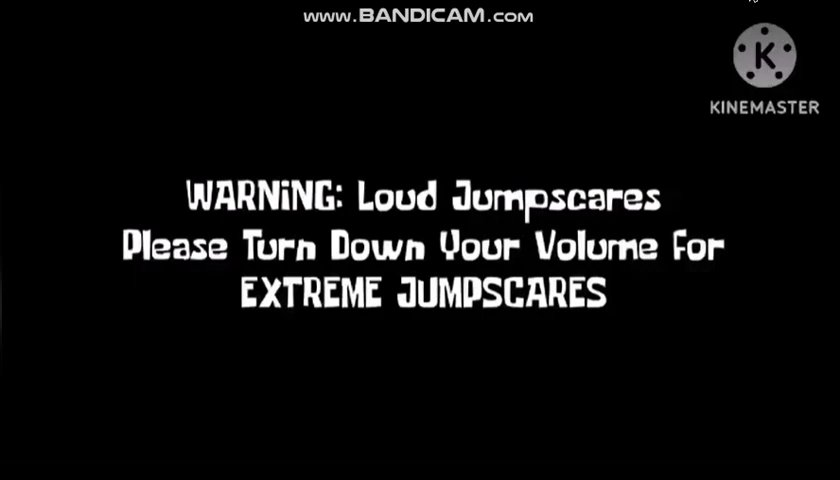 WWW.BANDICAM.COM
KINEMASTER
WARNiNG: Loud Jumpscares
Please Turn Down Your Volume for
EXTREME JUMPSCARES